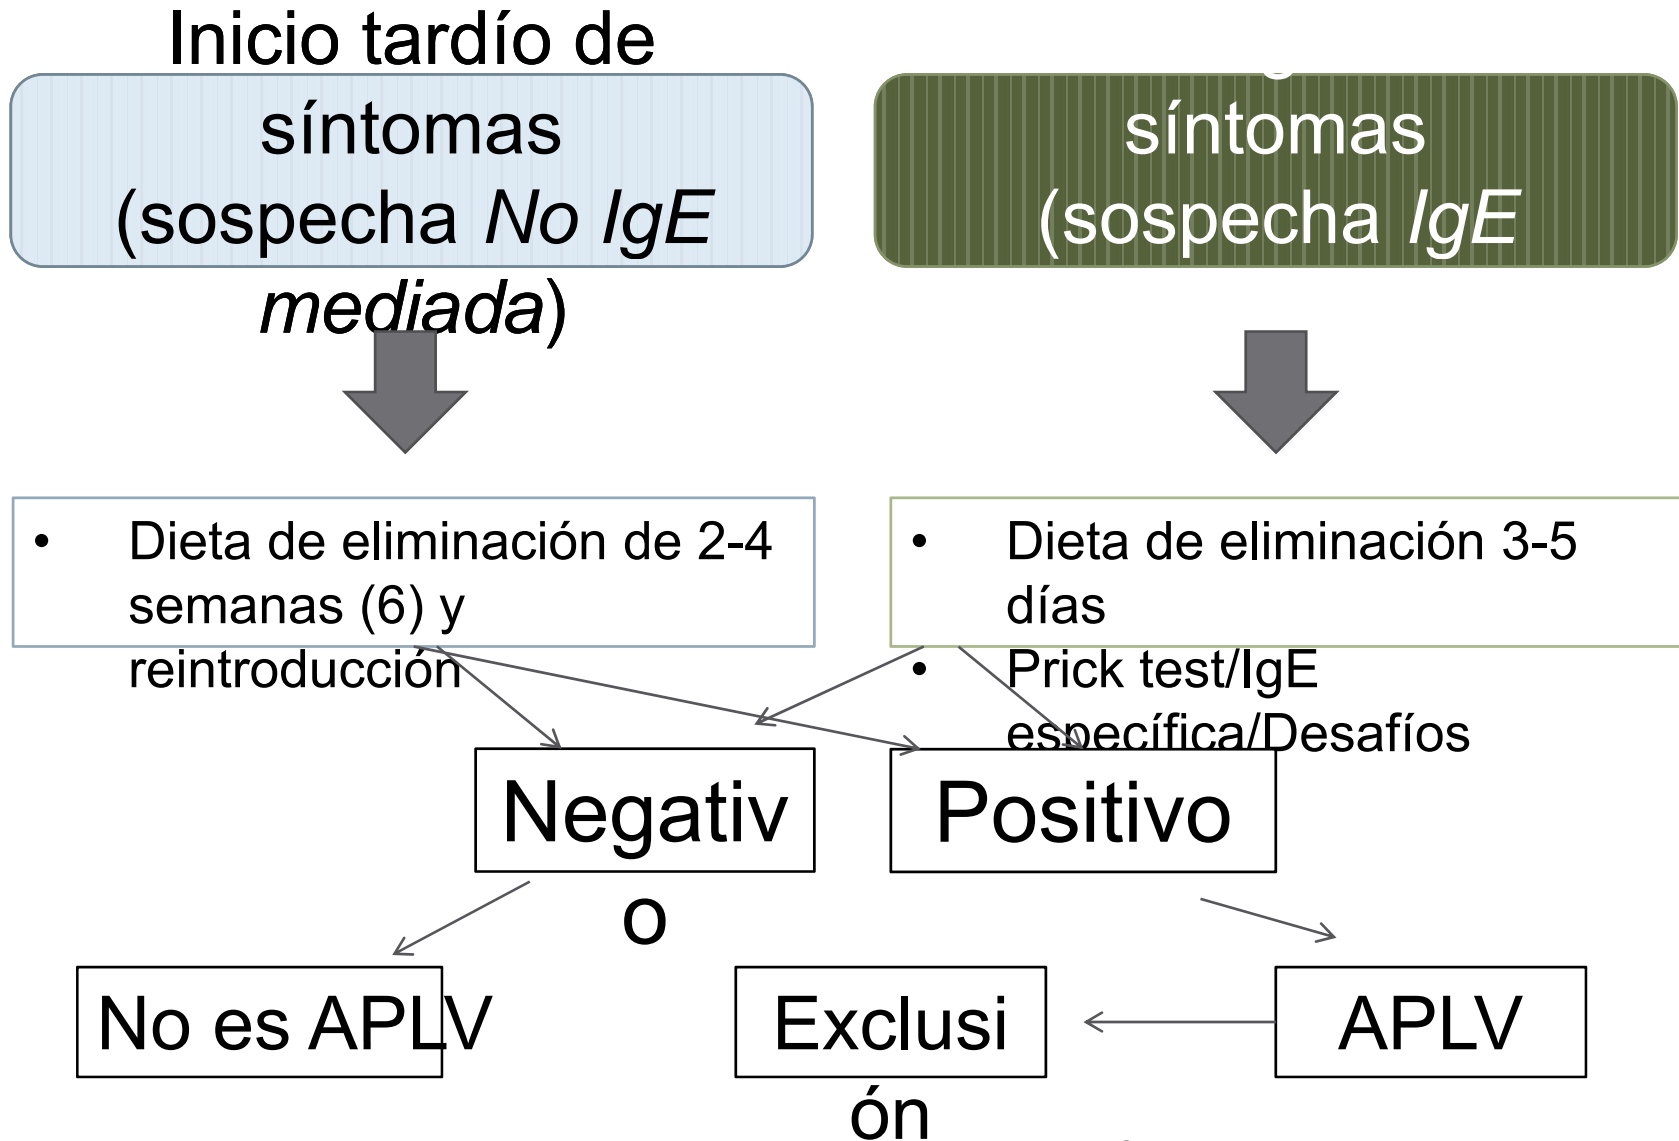 Inicio tardío de
síntomas
(sospecha No IgE
mediada)
síntomas
(sospecha IgE
• Dieta de eliminación de 2-4
semanas (6) y
reintroducción
• Dieta de eliminación 3-5
días
• Prick test/IgE
específica/Desafíos
Negativ
o
Positivo
No es APLV
Exclusi
ón
APLV